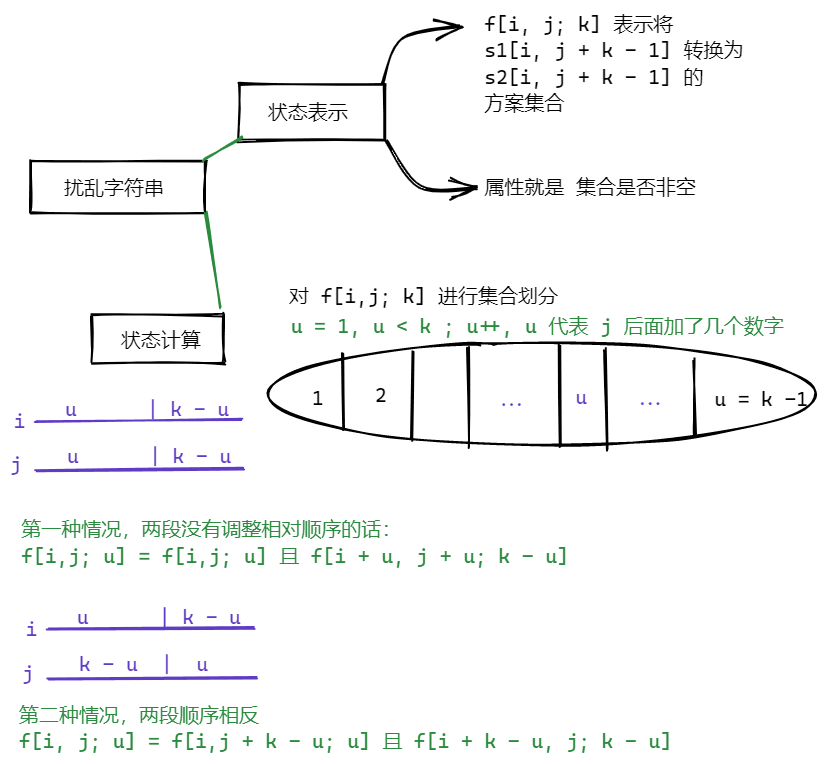 f[i, j; k] 表示将
s1[i, j + k - 1] 转换为
s2[i, j + k - 1] 的
方案集合
状态表示
扰乱字符串
属性就是 集合是否非空
状态计算
对 f[i,j; k] 进行集合划分
u = 1, u < k ; u++, u 代表 j 后面加了几个数字
1 2 ... u ... u = k -1
i u | k - u
j u | k - u
第一种情况，两段没有调整相对顺序的话：
f[i,j; u] = f[i,j; u] 且 f[i + u, j + u; k - u]
i u | k - u
j k - u | u
第二种情况，两段顺序相反
f[i, j; u] = f[i,j + k - u; u] 且 f[i + k - u, j; k - u]